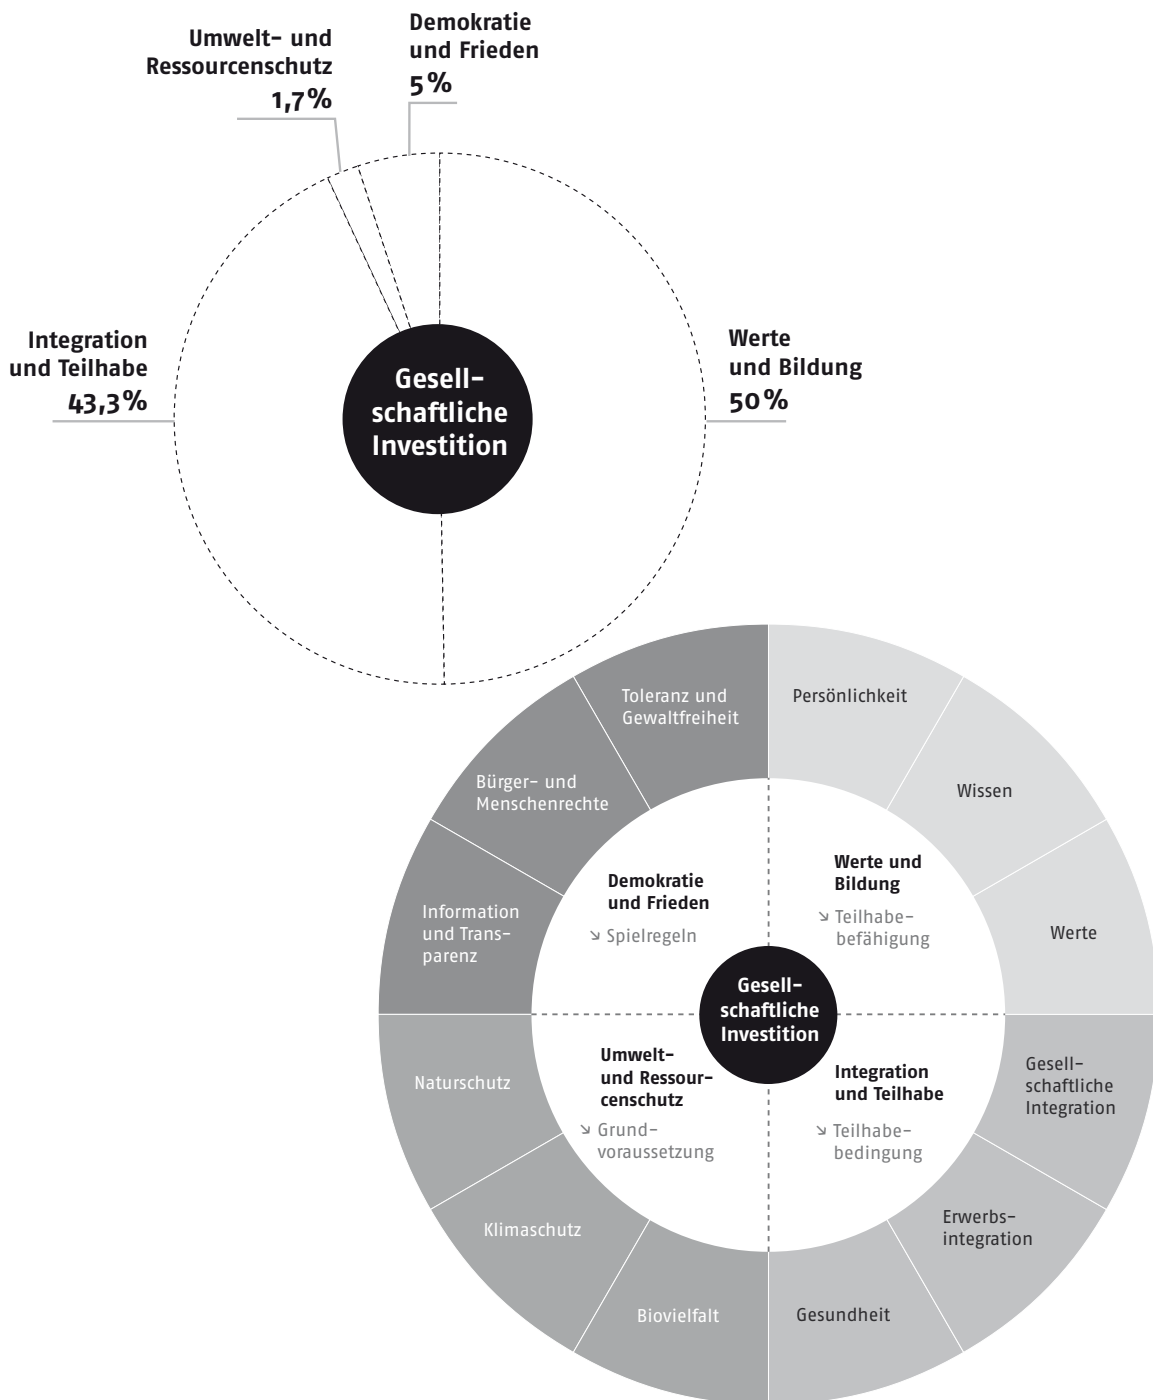 Umwelt- und
Ressourcenschutz
1,7%
Demokratie
und Frieden
5%
Integration
und Teilhabe
43,3%
Gesell-
schaftliche
Investition
Werte
und Bildung
50%
Toleranz und
Gewaltfreiheit
Persönlichkeit
Bürger- und
Menschenrechte
Wissen
Information
und Trans-
parenz
Werte
Demokratie
und Frieden
↘ Spielregeln
Werte und
Bildung
↘ Teilhabe-
befähigung
Gesell-
schaftliche
Investition
Umwelt-
und Ressour-
censchutz
↘ Grund-
voraussetzung
Integration
und Teilhabe
↘ Teilhabe-
bedingung
Naturschutz
Gesell-
schaftliche
Integration
Klimaschutz
Erwerbs-
integration
Biovielfalt
Gesundheit